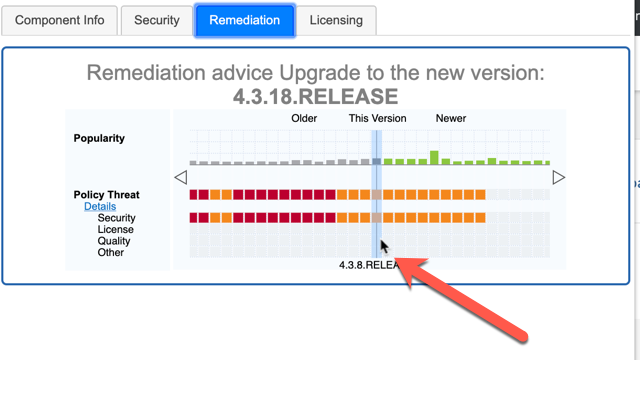 Component Info Security Remediation Licensing
Remediation advice Upgrade to the new version:
4.3.18.RELEASE
Older This Version Newer
Popularity
Policy Threat
Details
Security
License
Quality
Other
4.3.8.RELEA